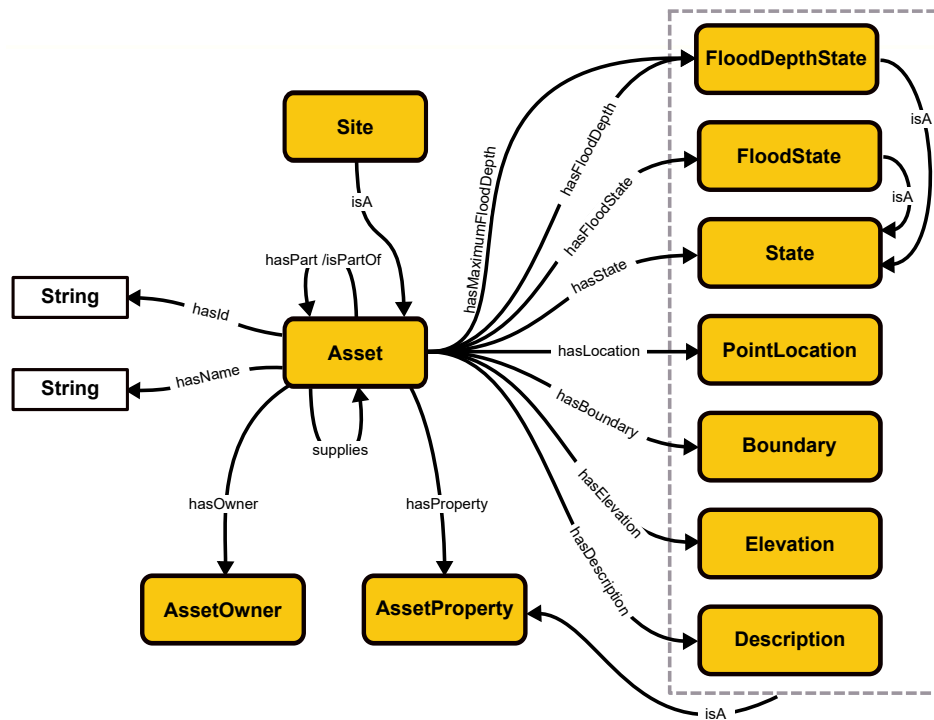 FloodDepthState
isA
Site
hasMaximumFloodDepth
hasFloodDepth
FloodState
isA
isA
hasFloodState
hasPart /isPartOf
hasState
State
String
hasId
Asset
hasLocation
PointLocation
String
hasName
hasBoundary
supplies
Boundary
hasOwner
hasProperty
hasElevation
Elevation
hasDescription
AssetOwner
AssetProperty
Description
isA